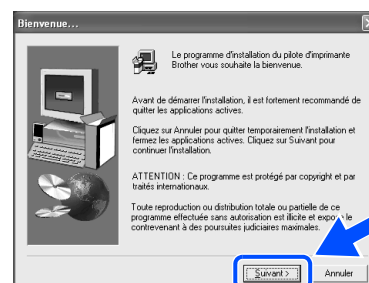 Bienvenue...
Le programme d'installation du pilote d'imprimante
Brother vous souhaite la bienvenue.
Avant de démarrer l'installation, il est fortement recommandé de
quitter les applications actives.
Cliquez sur Annuler pour quitter temporairement l'installation et
fermez les applications actives. Cliquez sur Suivant pour
continuer l'installation.
ATTENTION : Ce programme est protégé par copyright et par
traités internationaux.
Toute reproduction ou distribution totale ou partielle de ce
programme effectuée sans autorisation est illicite et expose le
contrevenant à des poursuites judiciaires maximales.
Suivant > Annuler